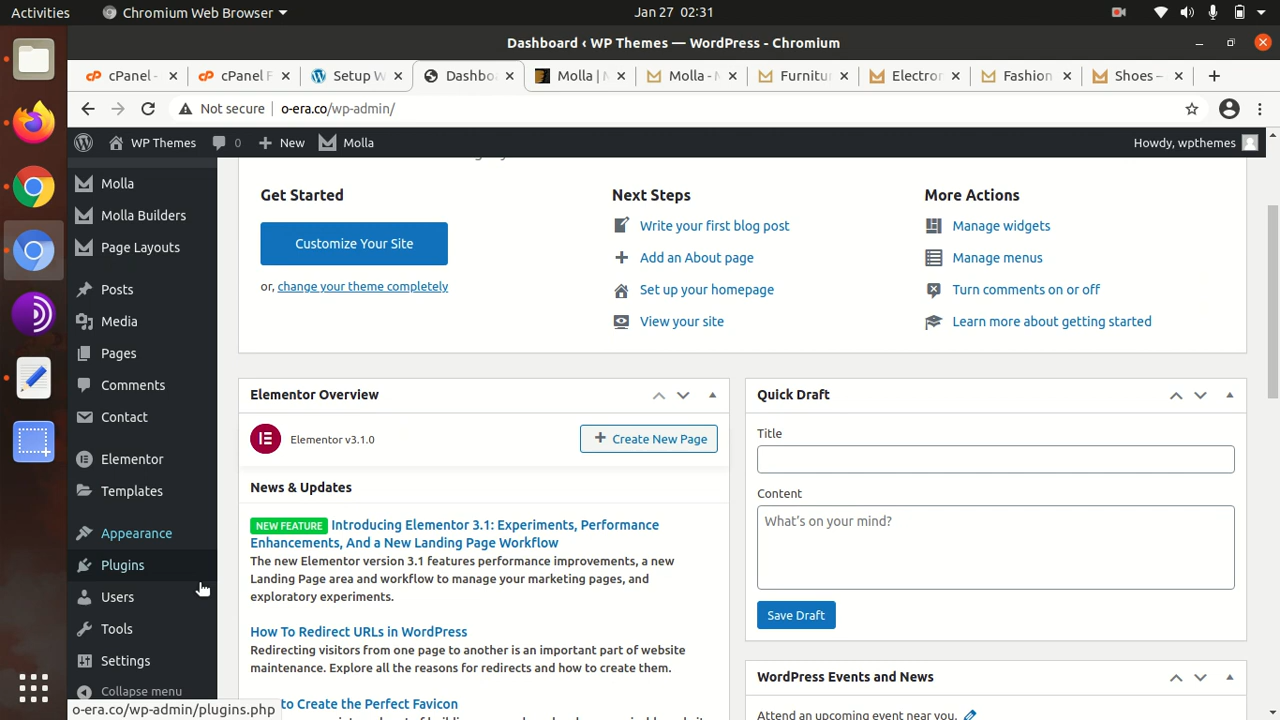 Activities
Chromium Web Browser
Jan 27 02:31
Dashboard ‹ WP Themes — WordPress - Chromium
cPanel -
cPanel F
Setup W
Dashbo
Molla | M
Molla - M
Furnitu
Electro
Fashion
Shoes –
Not secure
o-era.co/wp-admin/
WP Themes
0
New
Molla
Howdy, wpthemes
Molla
Molla Builders
Page Layouts
Posts
Media
Pages
Comments
Contact
Elementor
Templates
Appearance
Plugins
Users
Tools
Settings
Collapse menu
o-era.co/wp-admin/plugins.php
Get Started
Customize Your Site
or, change your theme completely
Next Steps
Write your first blog post
Add an About page
Set up your homepage
View your site
More Actions
Manage widgets
Manage menus
Turn comments on or off
Learn more about getting started
Elementor Overview
Elementor v3.1.0
Create New Page
News & Updates
NEW FEATURE Introducing Elementor 3.1: Experiments, Performance
Enhancements, And a New Landing Page Workflow
The new Elementor version 3.1 features performance improvements, a new
Landing Page area and workflow to manage your marketing pages, and
exploratory experiments.
How To Redirect URLs in WordPress
Redirecting visitors from one page to another is an important part of website
maintenance. Explore all the reasons for redirects and how to create them.
to Create the Perfect Favicon
Quick Draft
Title
Content
What's on your mind?
Save Draft
WordPress Events and News
Attend an upcoming event near you.